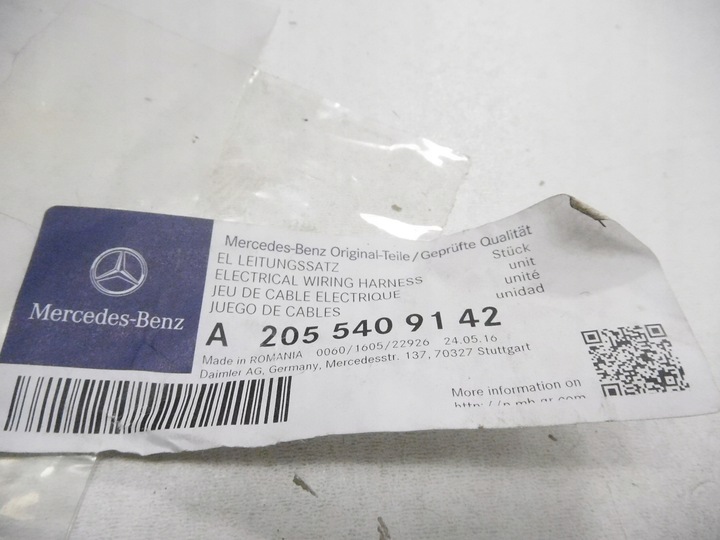 Mercedes-Benz
Mercedes-Benz Original-Teile/Geprüfte Qualität
EL LEITUNGSSATZ Stück
ELECTRICAL WIRING HARNESS unit
JEU DE CABLE ELECTRIQUE unité
JUEGO DE CABLES unidad
A 205 540 91 42
Made in ROMANIA 0060/1605/22926 24.05.16
Daimler AG, Germany, Mercedesstr. 137, 70327 Stuttgart
More information on